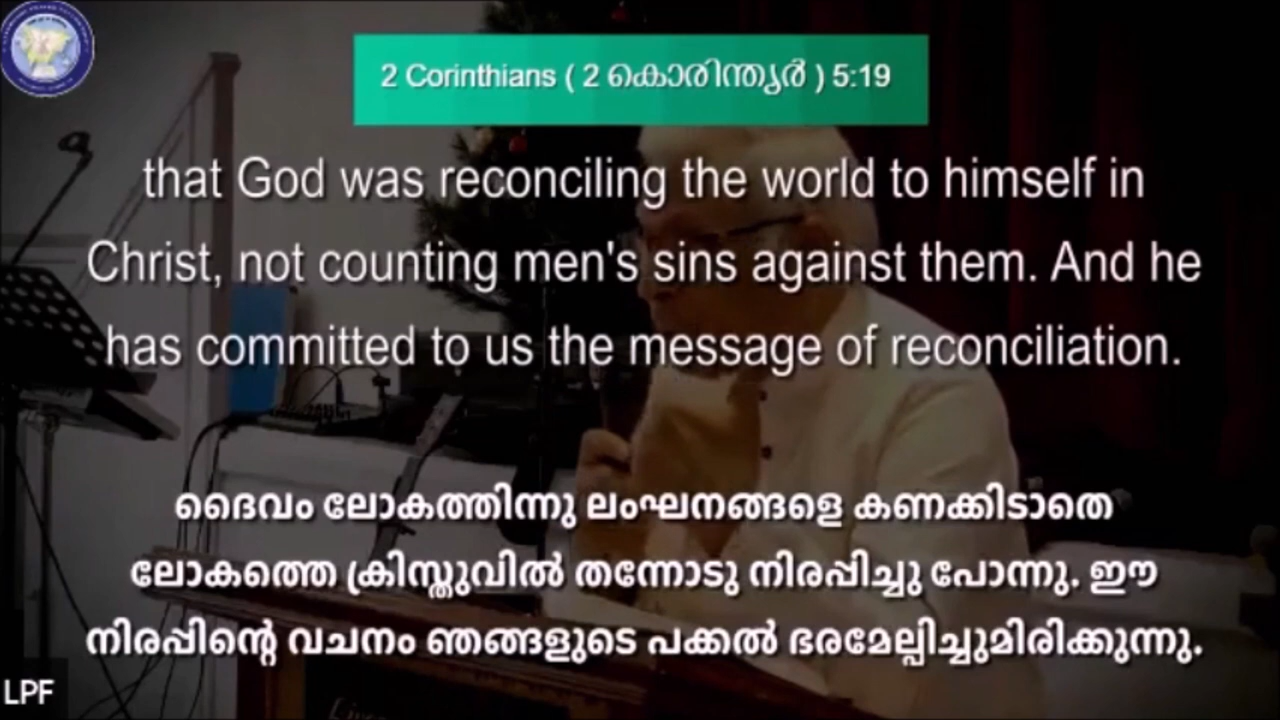 2 Corinthians ( 2 കൊരിന്ത്യർ ) 5:19
that God was reconciling the world to himself in
Christ, not counting men's sins against them. And he
has committed to us the message of reconciliation.
ദൈവം ലോകത്തിന്നു ലംഘനങ്ങളെ കണക്കിടാതെ
ലോകത്തെ ക്രിസ്തുവിൽ തന്നോടു നിരപ്പിച്ചു പോന്നു. ഈ
നിരപ്പിന്റെ വചനം ഞങ്ങളുടെ പക്കൽ ഭരമേല്പിച്ചുമിരിക്കുന്നു.
LPF